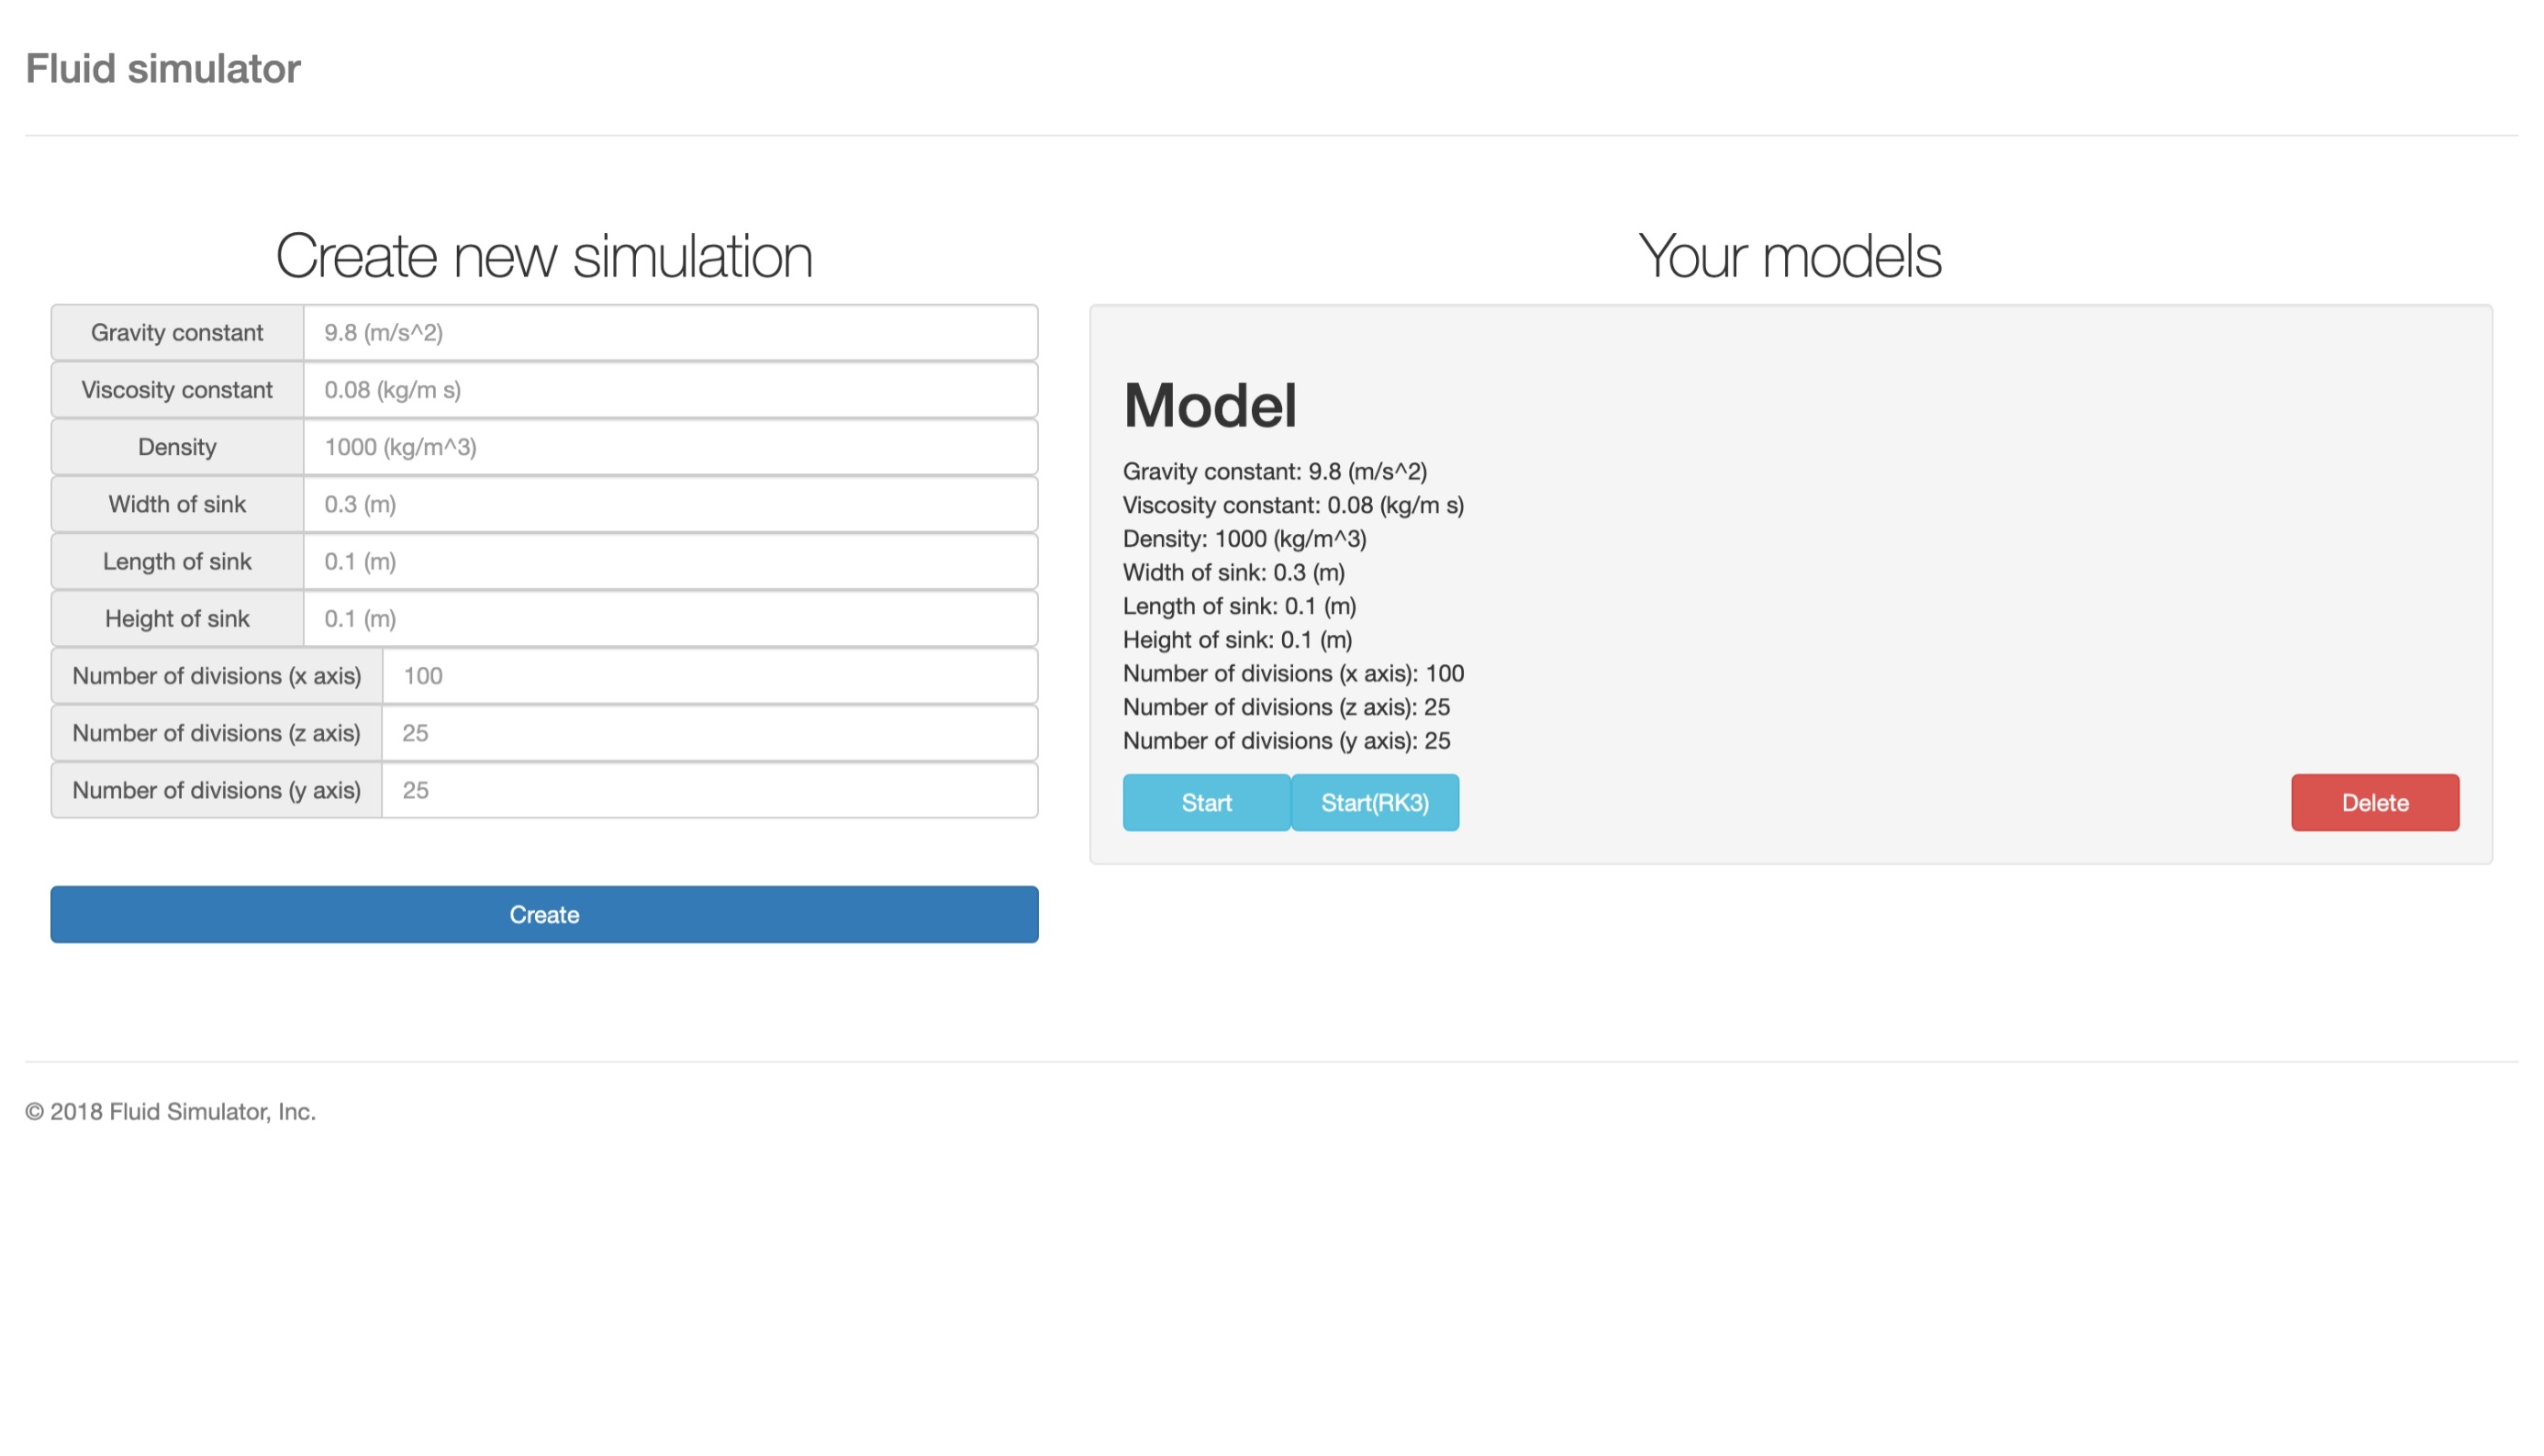 Fluid simulator
Create new simulation
Gravity constant 9.8 (m/s^2)
Viscosity constant 0.08 (kg/m s)
Density 1000 (kg/m^3)
Width of sink 0.3 (m)
Length of sink 0.1 (m)
Height of sink 0.1 (m)
Number of divisions (x axis) 100
Number of divisions (z axis) 25
Number of divisions (y axis) 25
Create
Your models
Model
Gravity constant: 9.8 (m/s^2)
Viscosity constant: 0.08 (kg/m s)
Density: 1000 (kg/m^3)
Width of sink: 0.3 (m)
Length of sink: 0.1 (m)
Height of sink: 0.1 (m)
Number of divisions (x axis): 100
Number of divisions (z axis): 25
Number of divisions (y axis): 25
Start Start(RK3) Delete
© 2018 Fluid Simulator, Inc.